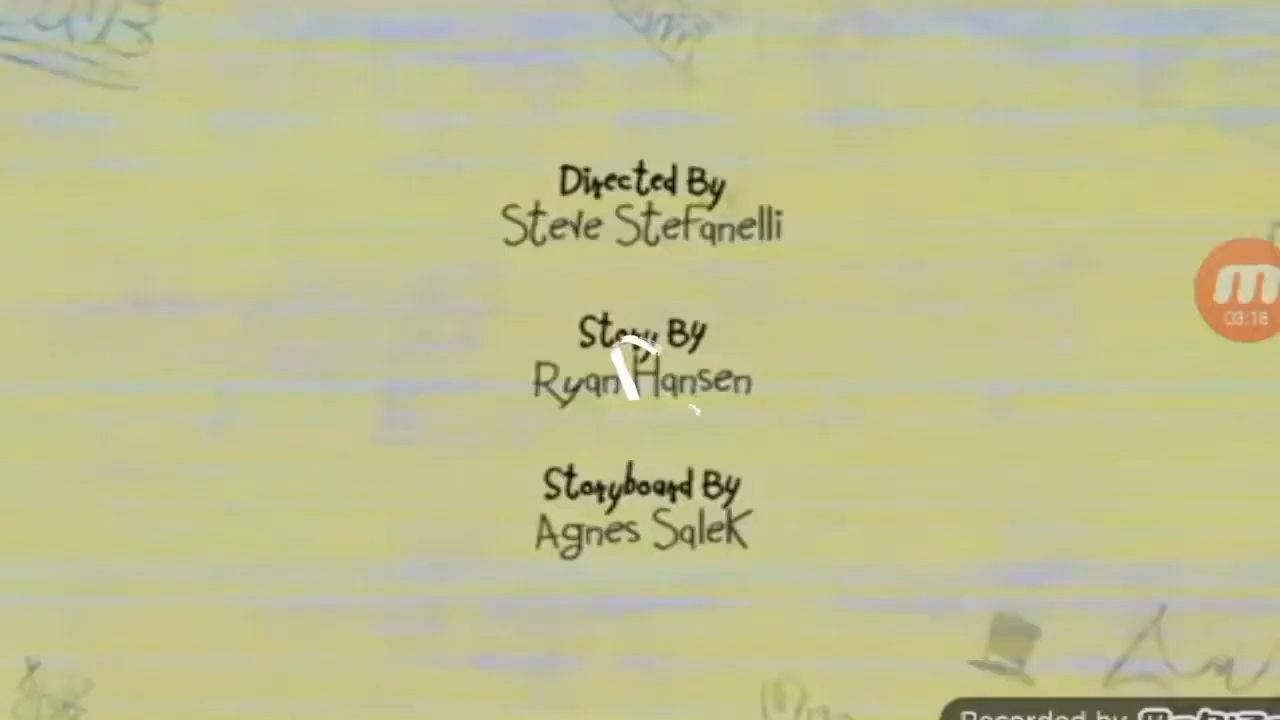 Directed By
Steve Stefanelli
Story By
Ryan Hansen
03:18
Storyboard By
Agnes Salek
Recorded by